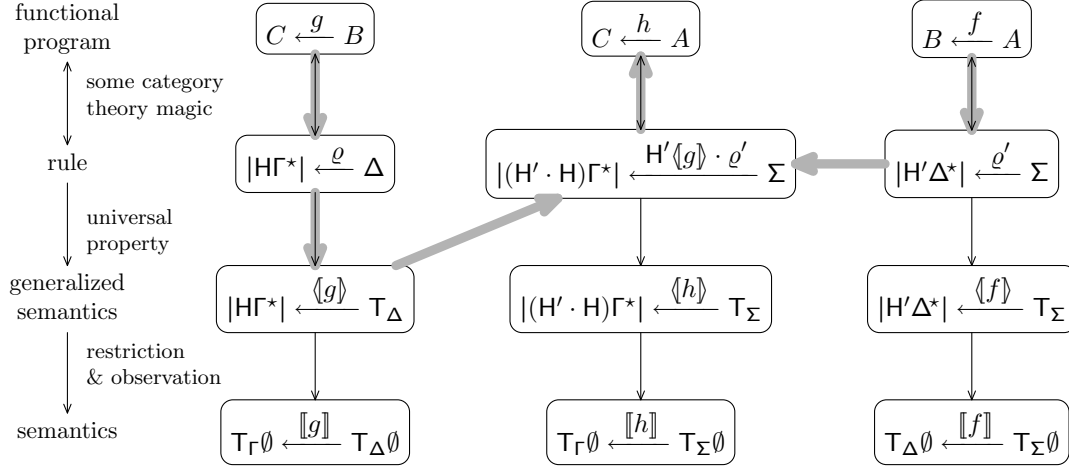 functional
program
C ← g B
C ← h A
B ← f A
some category
theory magic
rule
|HΓ⋆| ← ϱ Δ
|(H′ · H)Γ⋆| ← H′⟪g⟫ · ϱ′ Σ
|H′Δ⋆| ← ϱ′ Σ
universal
property
generalized
semantics
|HΓ⋆| ← ⟪g⟫ T_Δ
|(H′ · H)Γ⋆| ← ⟪h⟫ T_Σ
|H′Δ⋆| ← ⟪f⟫ T_Σ
restriction
& observation
semantics
T_Γ∅ ← ⟦g⟧ T_Δ∅
T_Γ∅ ← ⟦h⟧ T_Σ∅
T_Δ∅ ← ⟦f⟧ T_Σ∅